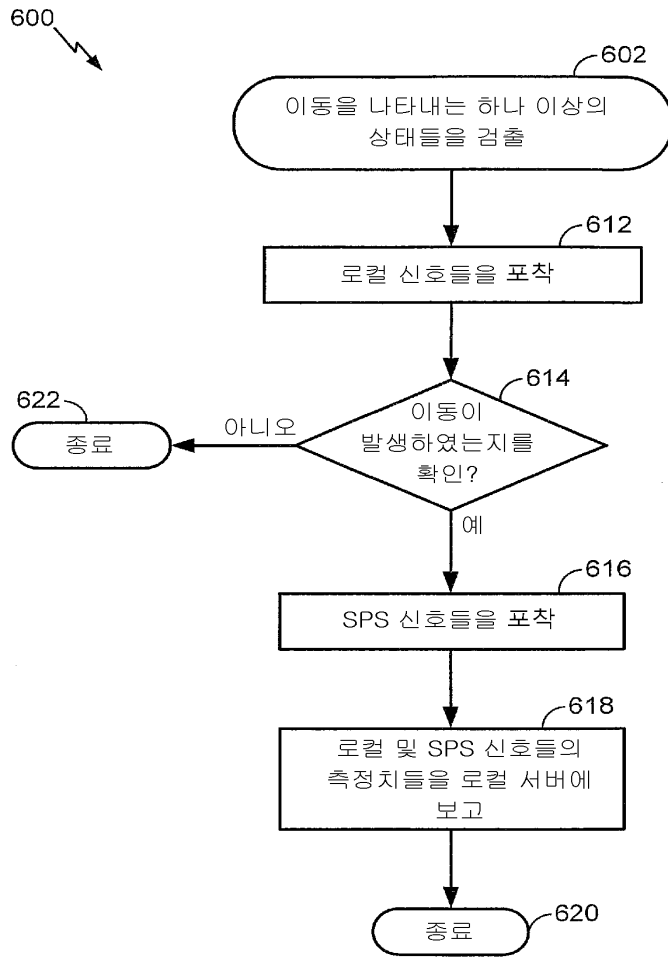 600
602
이동을 나타내는 하나 이상의
상태들을 검출
612
로컬 신호들을 포착
614
이동이
발생하였는지를
확인?
622
종료
아니오
예
616
SPS 신호들을 포착
618
로컬 및 SPS 신호들의
측정치들을 로컬 서버에
보고
620
종료